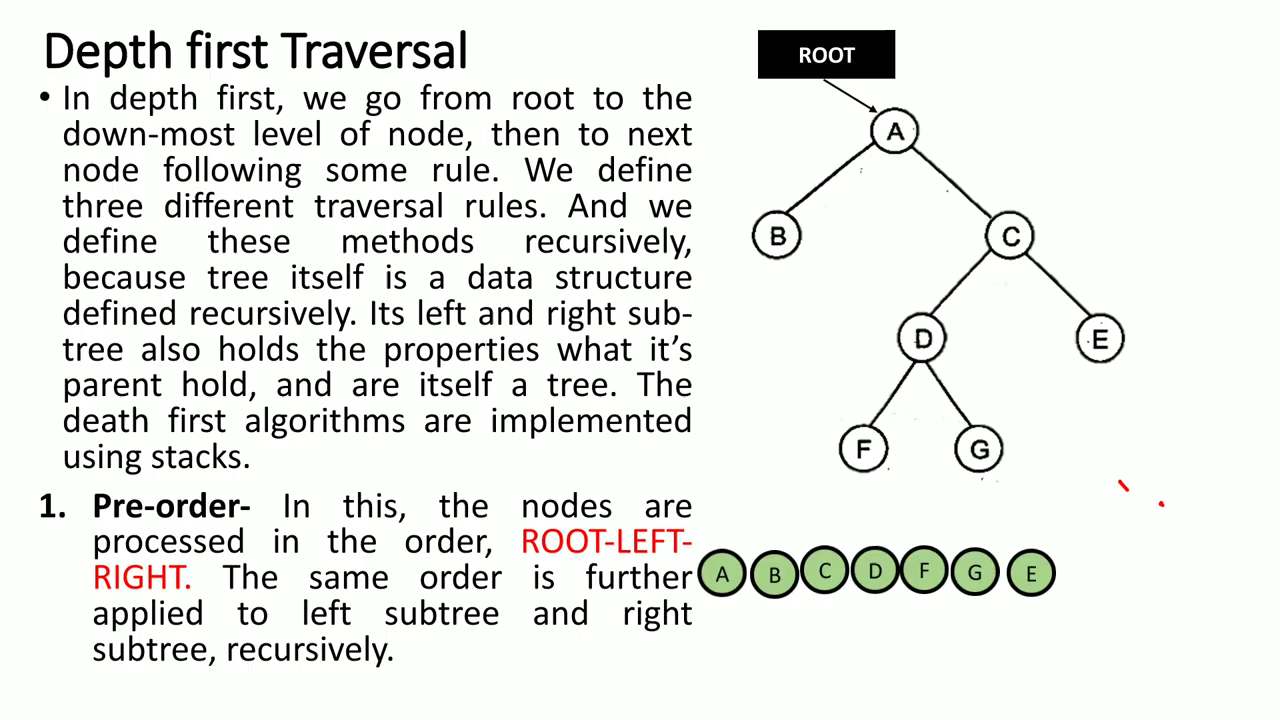 Depth first Traversal
• In depth first, we go from root to the
down-most level of node, then to next
node following some rule. We define
three different traversal rules. And we
define these methods recursively,
because tree itself is a data structure
defined recursively. Its left and right sub-
tree also holds the properties what it’s
parent hold, and are itself a tree. The
death first algorithms are implemented
using stacks.
1. Pre-order- In this, the nodes are
processed in the order, ROOT-LEFT-
RIGHT. The same order is further
applied to left subtree and right
subtree, recursively.
ROOT
A
B C
D E
F G
A B C D F G E